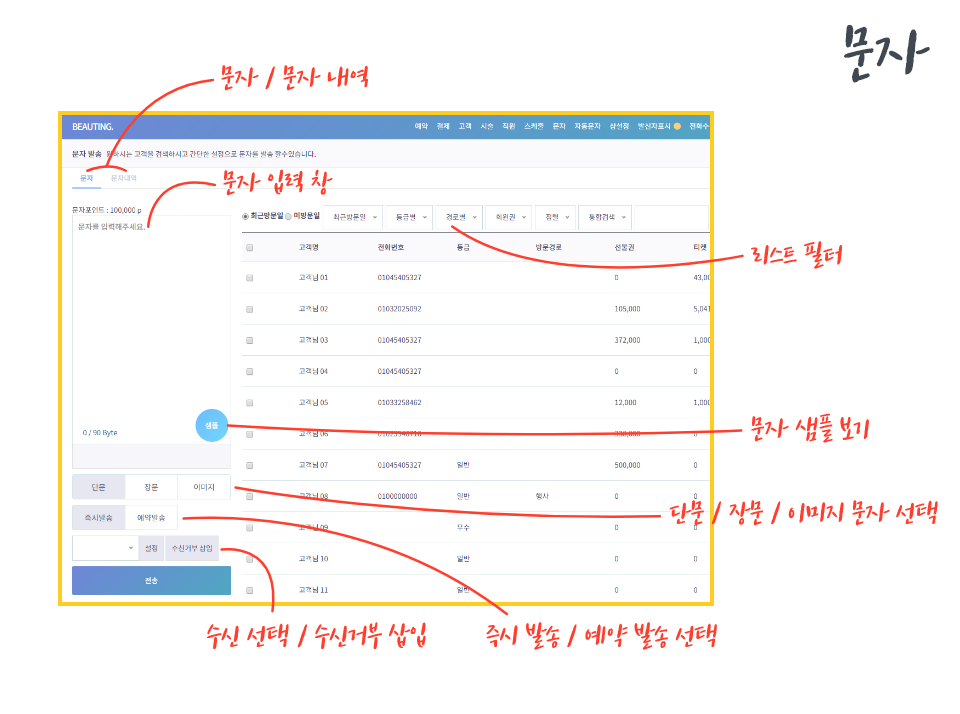 문자
문자 / 문자 내역
BEAUTING. 예약 결제 고객 시술 직원 스케줄 문자 자동문자 샵설정 발신자표시 전화수
문자 발송 원하시는 고객을 검색하시고 간단한 설정으로 문자를 발송 할수있습니다.
문자 문자내역
문자 입력 창
문자포인트 : 100,000 p
문자를 입력해주세요.
최근방문일 미방문일 최근방문일 등급별 경로별 회원권 정렬 통합검색
리스트 필터
고객명 전화번호 등급 방문경로 선불권 티켓
고객님 01 01045405327 0 43,00
고객님 02 01032025092 105,000 5,041
고객님 03 01045405327 372,000 1,000
고객님 04 01045405327 0 0
고객님 05 01033258462 12,000 1,000
고객님 06 0
0 / 90 Byte
샘플
문자 샘플 보기
고객님 07 01045405327 일반 500,000 0
고객님 08 0100000000 일반 행사 0 0
고객님 09 우수 0 0
고객님 10 일반 0 0
고객님 11 일반 0 0
단문 장문 이미지
단문 / 장문 / 이미지 문자 선택
즉시발송 예약발송
설정 수신거부 삽입
전송
수신 선택 / 수신거부 삽입
즉시 발송 / 예약 발송 선택